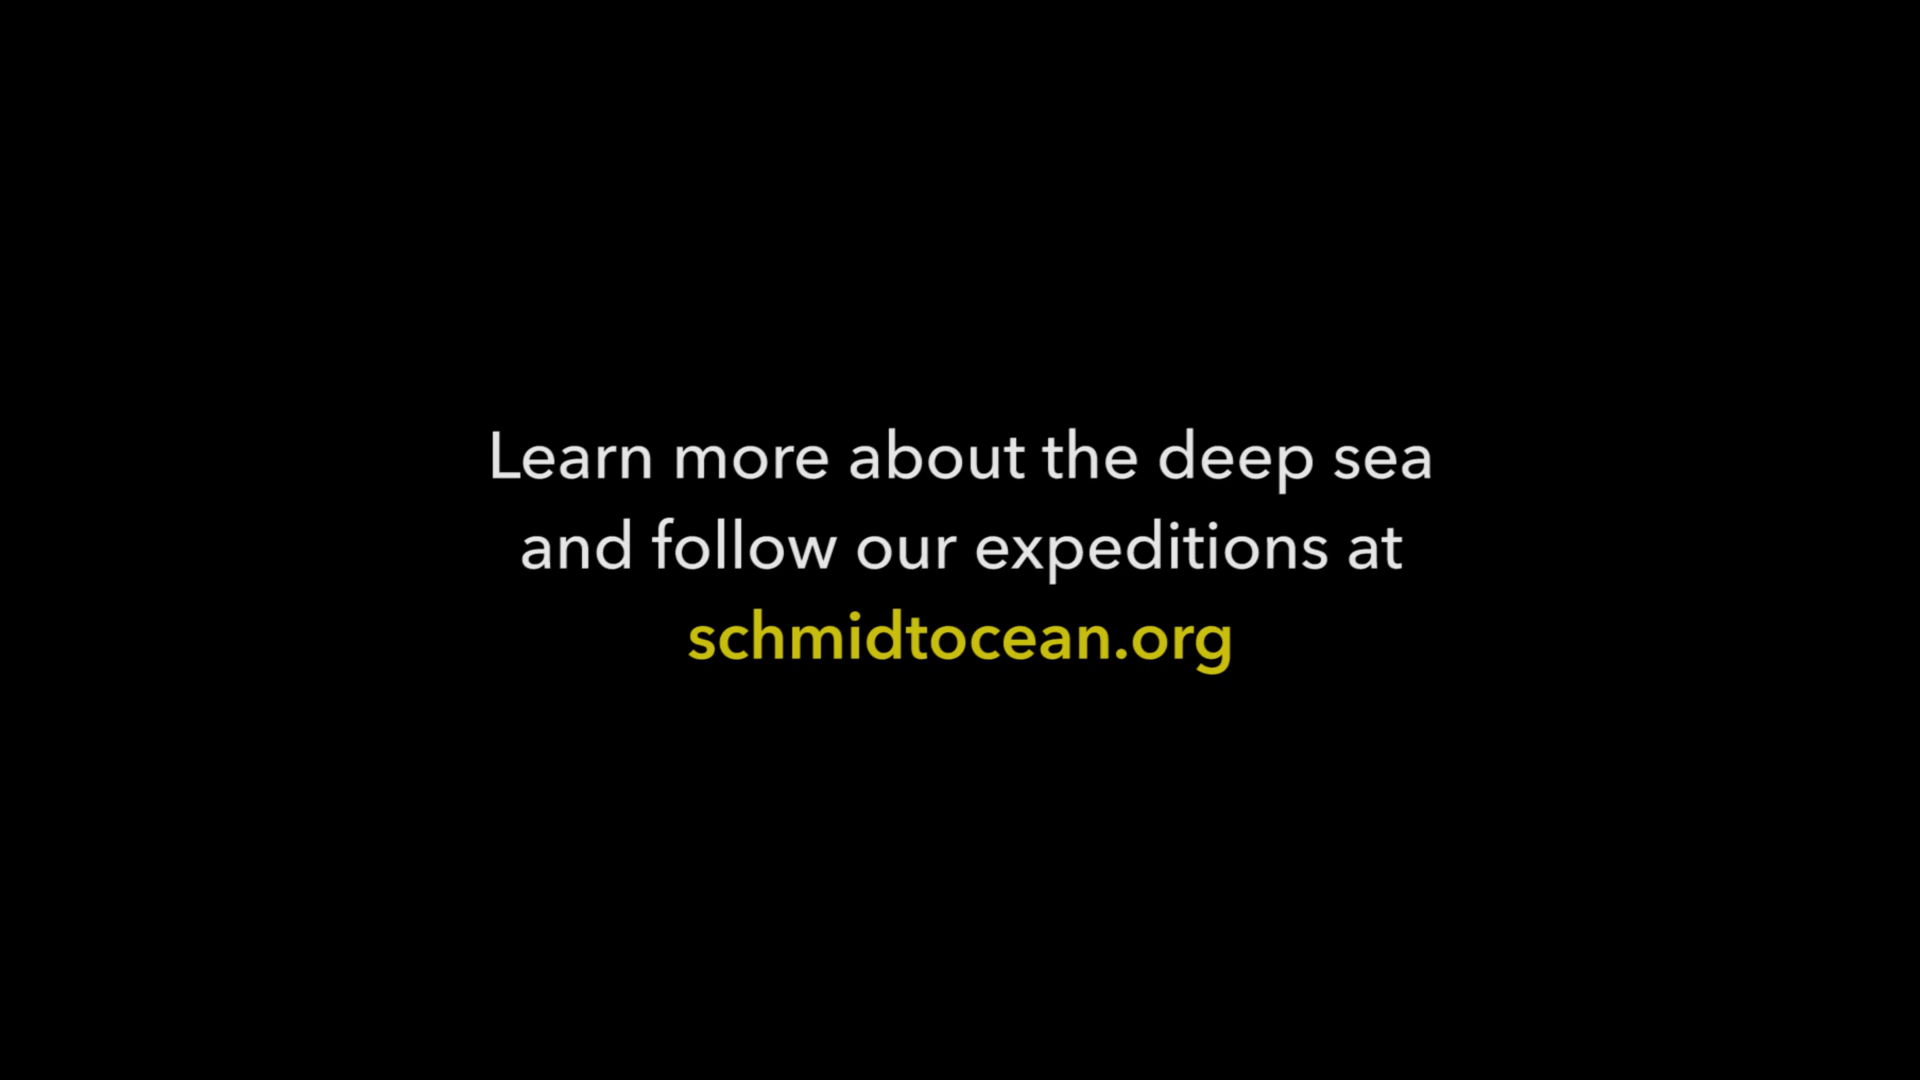 Learn more about the deep sea
and follow our expeditions at
schmidtocean.org